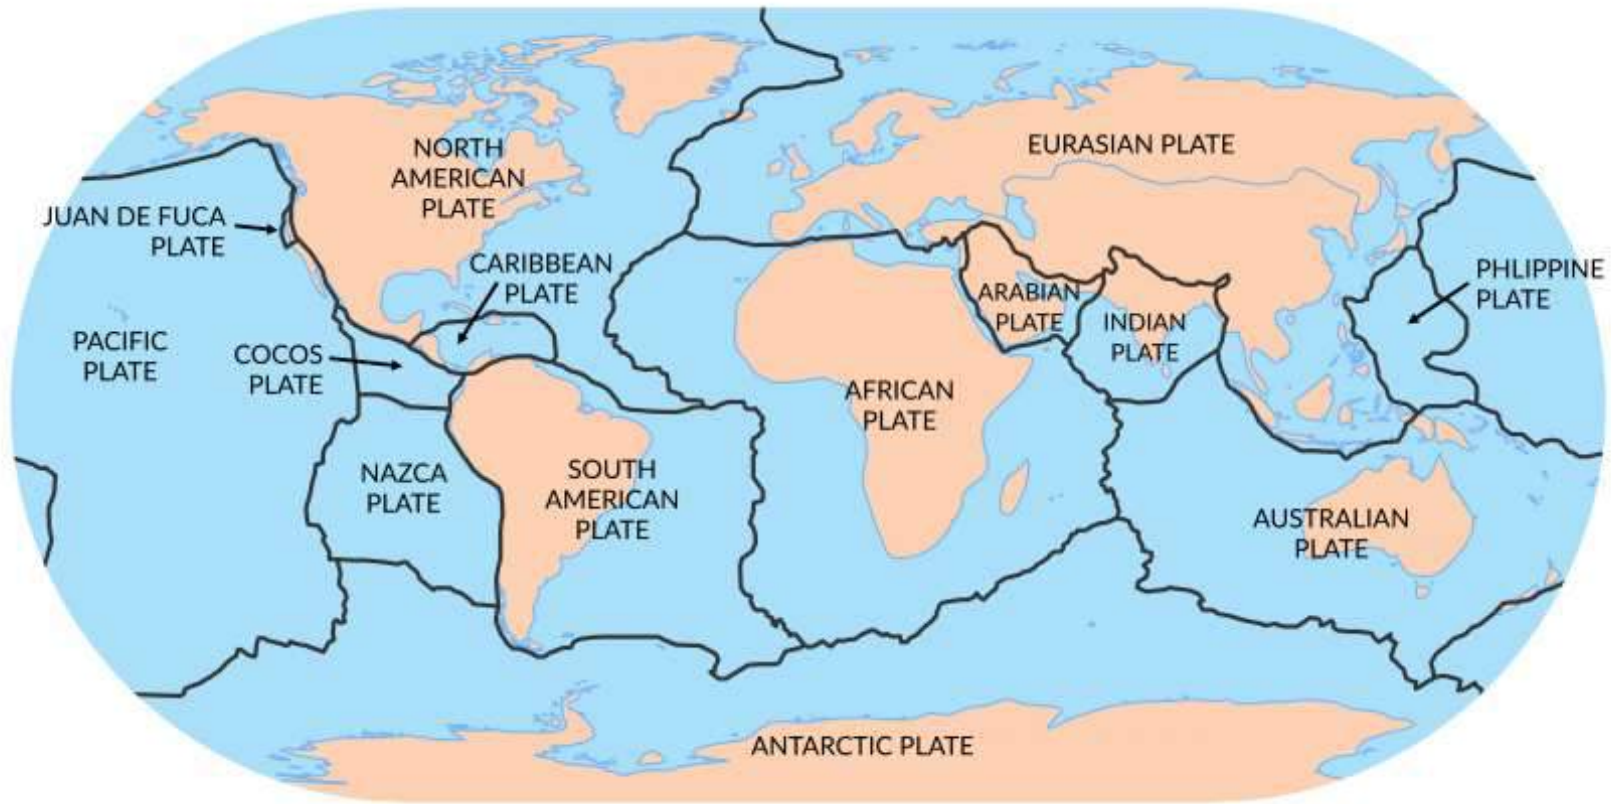 NORTH
AMERICAN
PLATE
EURASIAN PLATE
JUAN DE FUCA
PLATE
CARIBBEAN
PLATE
PHLIPPINE
PLATE
ARABIAN
PLATE
INDIAN
PLATE
PACIFIC
PLATE
COCOS
PLATE
AFRICAN
PLATE
NAZCA
PLATE
SOUTH
AMERICAN
PLATE
AUSTRALIAN
PLATE
ANTARCTIC PLATE